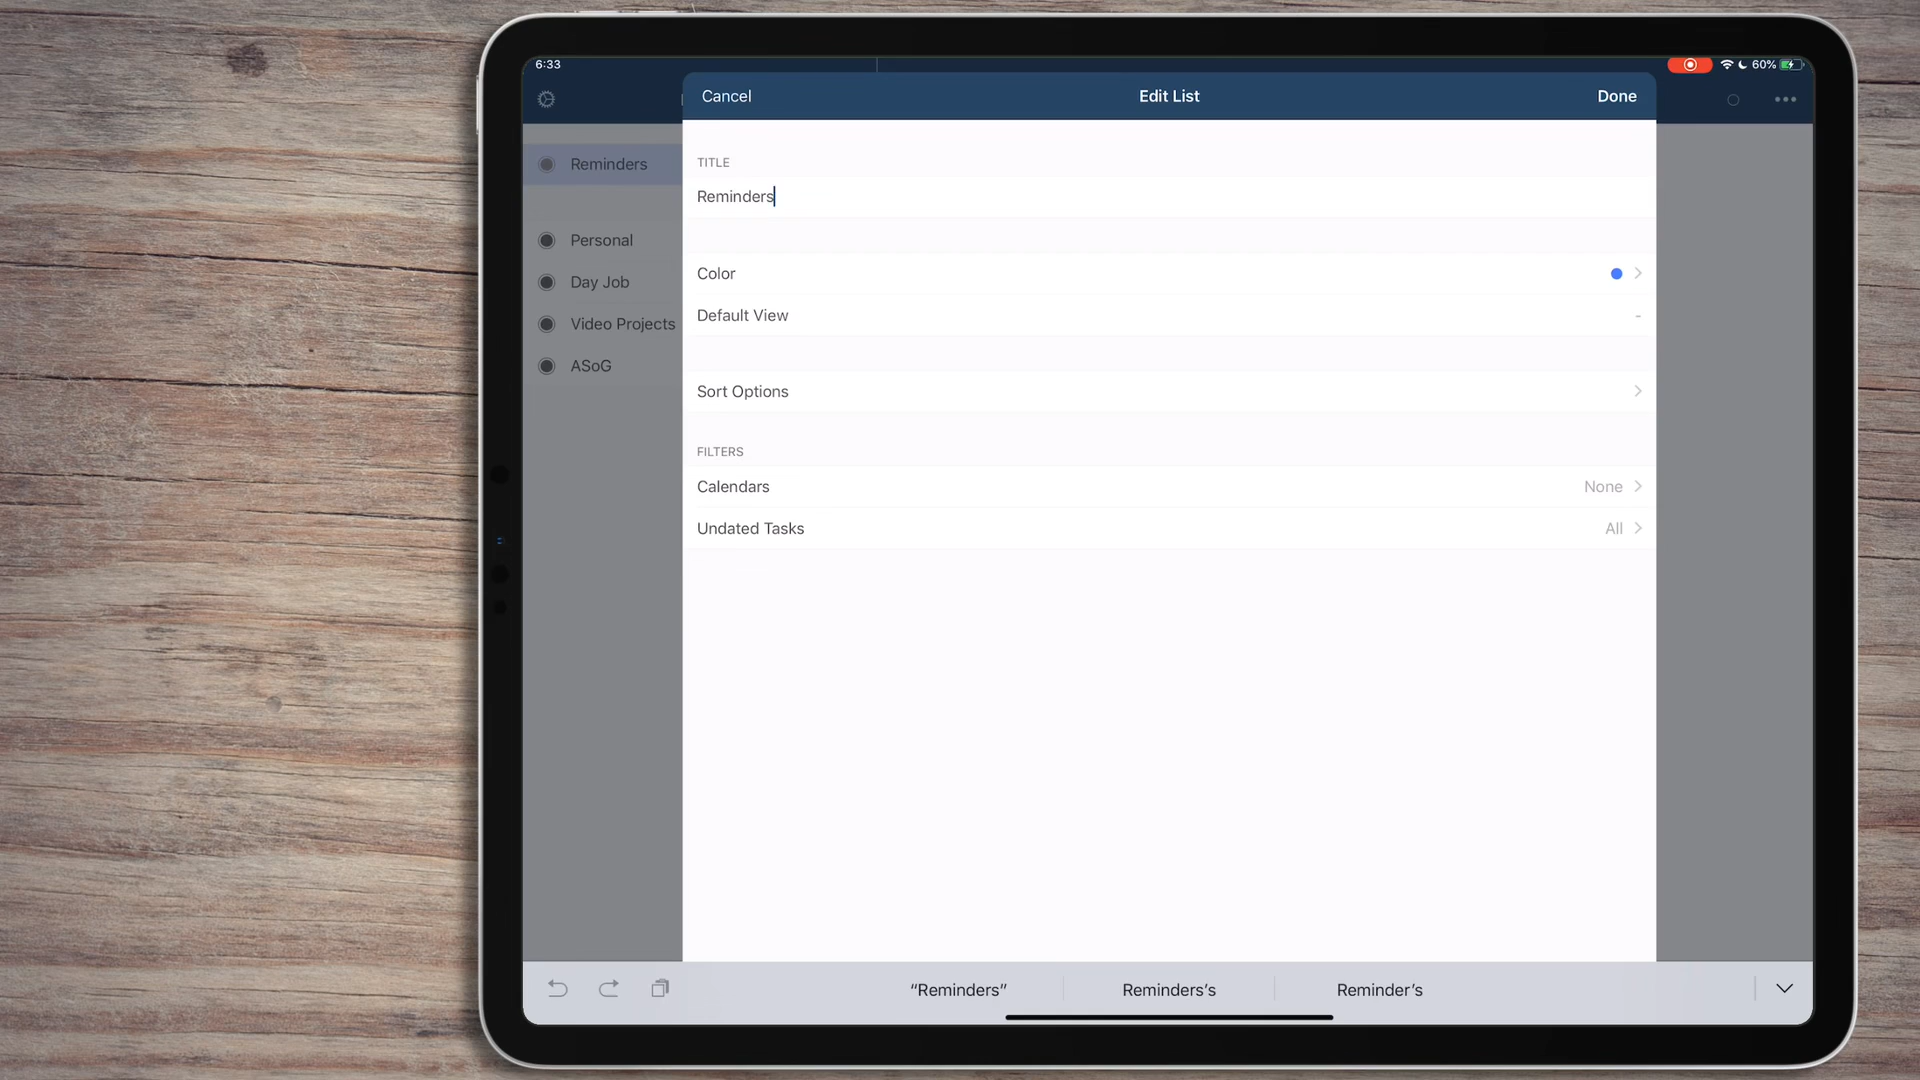 6:33
60%
Cancel
Edit List
Done
Reminders
Personal
Day Job
Video Projects
ASoG
TITLE
Reminders
Color
Default View -
Sort Options
FILTERS
Calendars None
Undated Tasks All
“Reminders” Reminders’s Reminder’s